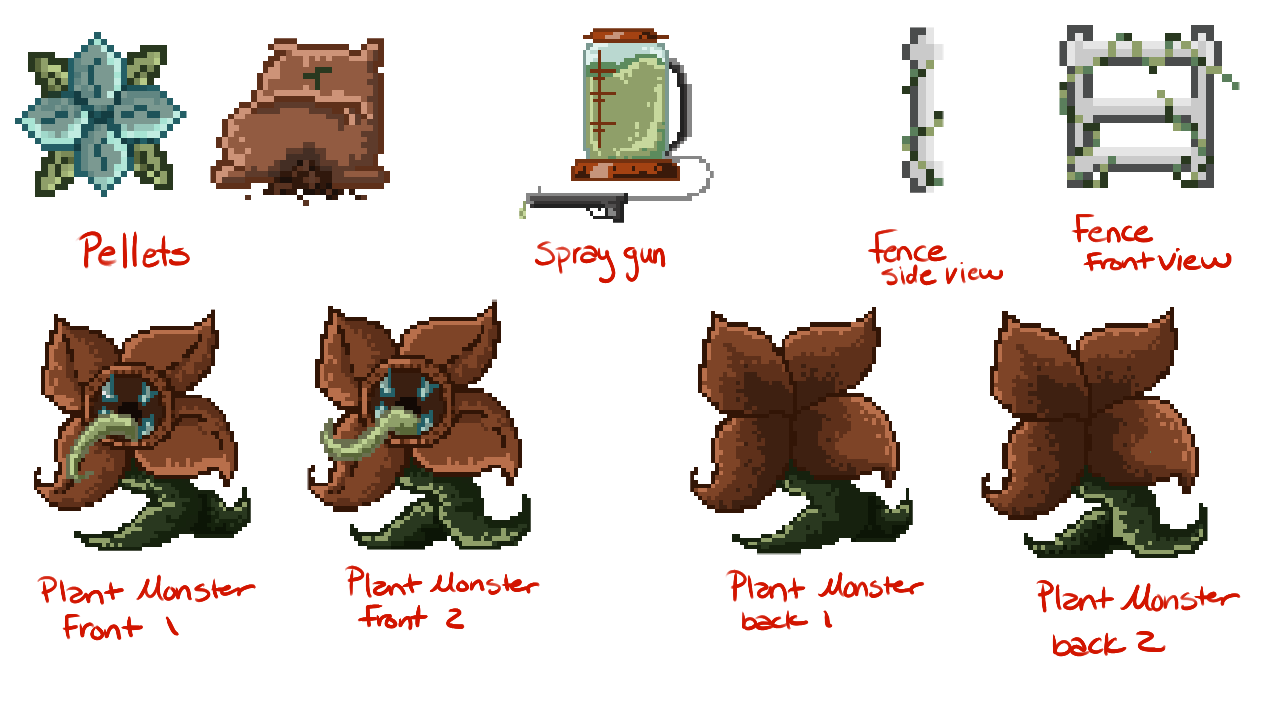 Pellets
Spray gun
Fence
side view
Fence
front view
Plant Monster
Front 1
Plant Monster
front 2
Plant Monster
back 1
Plant Monster
back 2